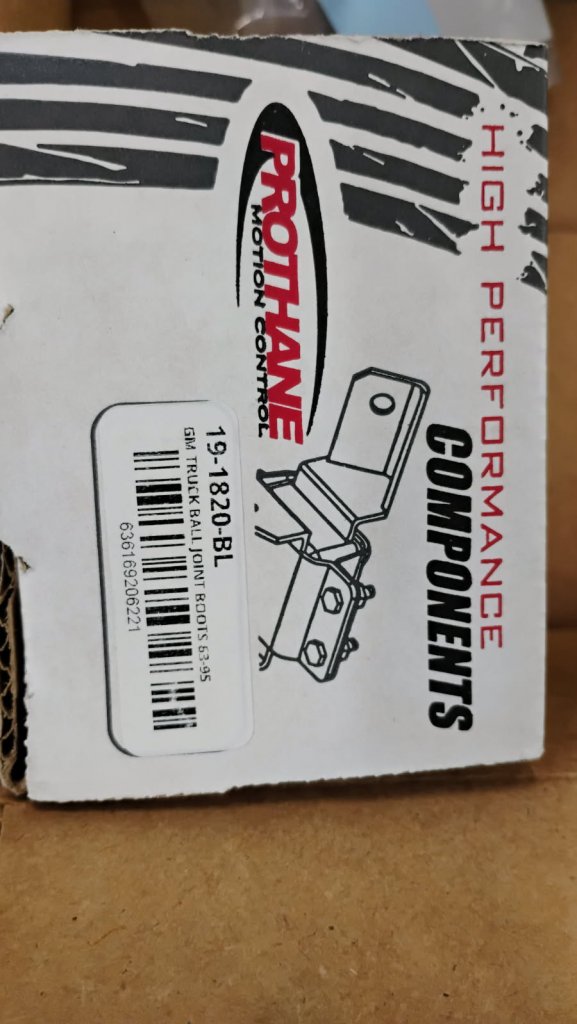 HIGH PERFORMANCE
COMPONENTS
PROTHANE
MOTION CONTROL
19-1820-BL
GM TRUCK BALL JOINT BOOTS 63-95
636169206221